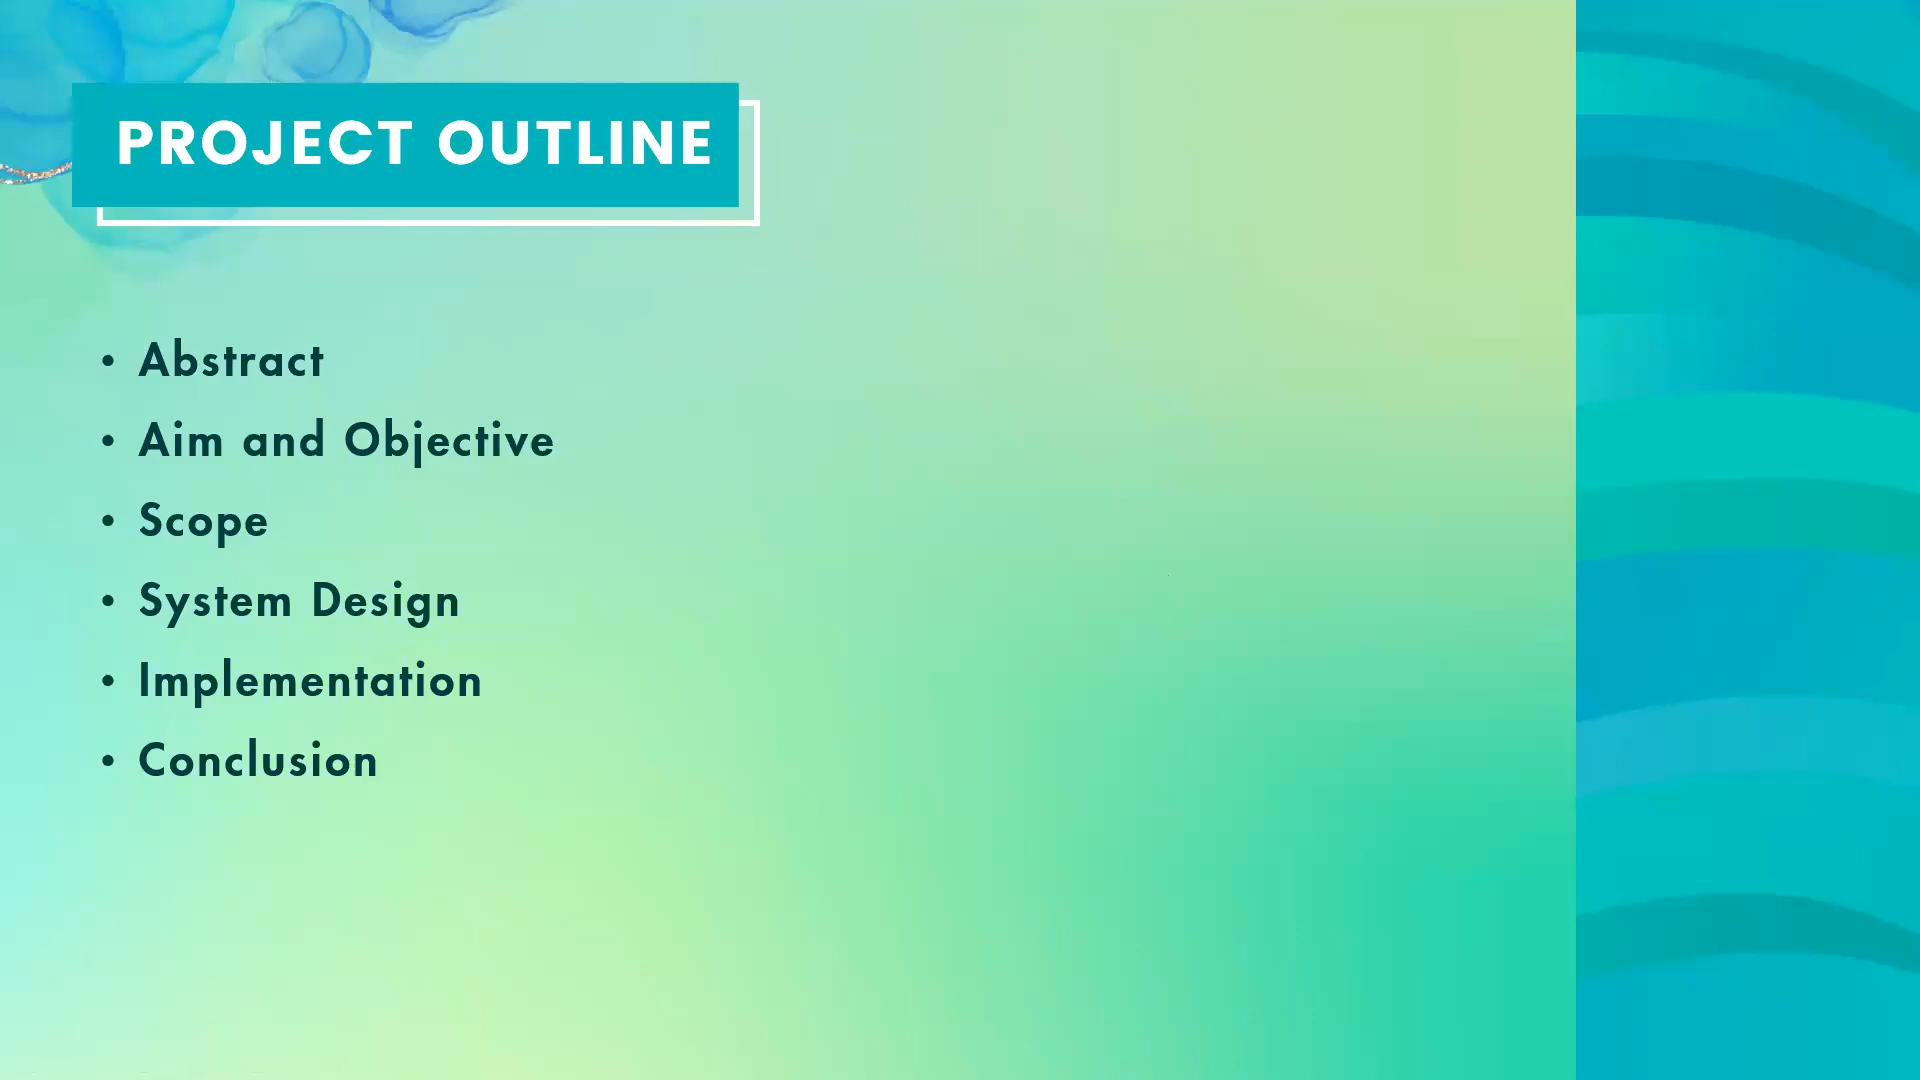 PROJECT OUTLINE
• Abstract
• Aim and Objective
• Scope
• System Design
• Implementation
• Conclusion